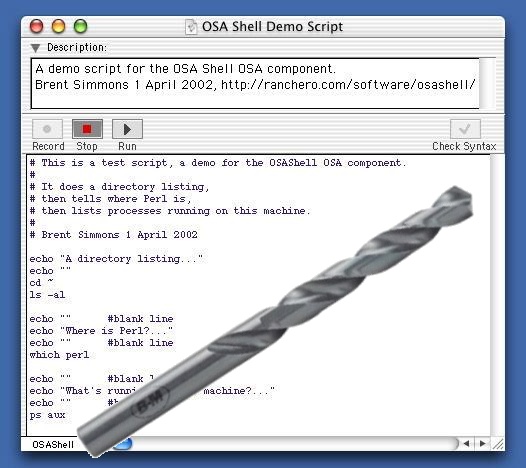 OSA Shell Demo Script
Description:
A demo script for the OSA Shell OSA component.
Brent Simmons 1 April 2002, http://ranchero.com/software/osashell/
Record Stop Run Check Syntax
# This is a test script, a demo for the OSAShell OSA component.
#
# It does a directory listing,
# then tells where Perl is,
# then lists processes running on this machine.
#
# Brent Simmons 1 April 2002
echo "A directory listing..."
echo ""
cd ~
ls -al
echo "" #blank line
echo "Where is Perl?..."
echo "" #blank line
which perl
echo "" #blank
echo "What's machine?..."
echo ""
ps aux
B-M
OSAShell